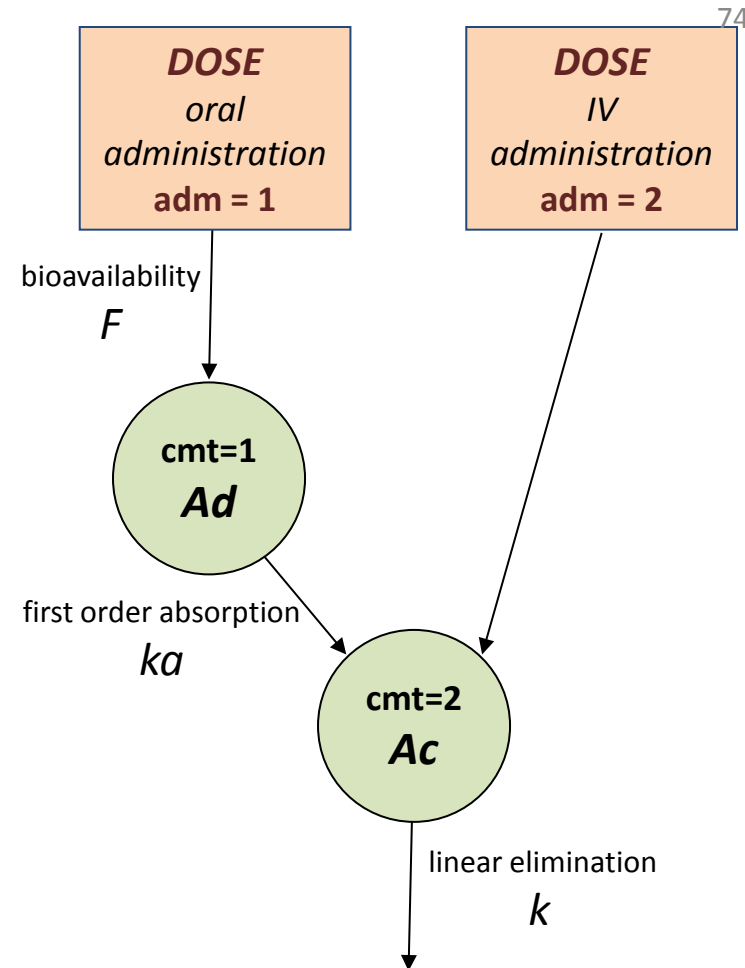 74
DOSE
oral
administration
adm = 1
DOSE
IV
administration
adm = 2
bioavailability
F
cmt=1
Ad
first order absorption
ka
cmt=2
Ac
linear elimination
k